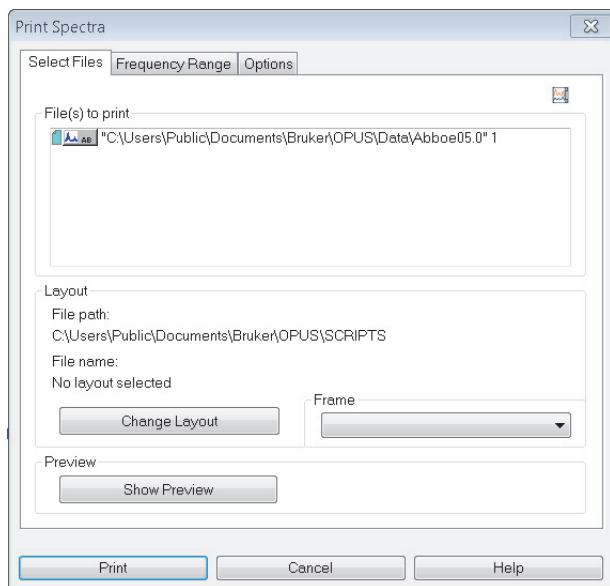 Print Spectra
Select Files Frequency Range Options
File(s) to print
AB "C:\Users\Public\Documents\Bruker\OPUS\Data\Abboe05.0" 1
Layout
File path:
C:\Users\Public\Documents\Bruker\OPUS\SCRIPTS
File name:
No layout selected
Change Layout
Frame
Preview
Show Preview
Print Cancel Help